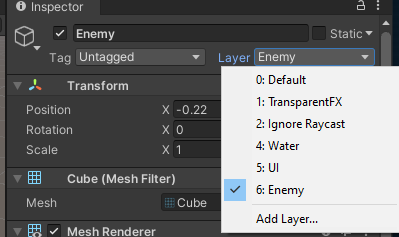 Inspector
Enemy
Static
Tag Untagged Layer Enemy
Transform
Position X -0.22
Rotation X 0
Scale X 1
Cube (Mesh Filter)
Mesh Cube
Mesh Renderer
0: Default
1: TransparentFX
2: Ignore Raycast
4: Water
5: UI
6: Enemy
Add Layer...